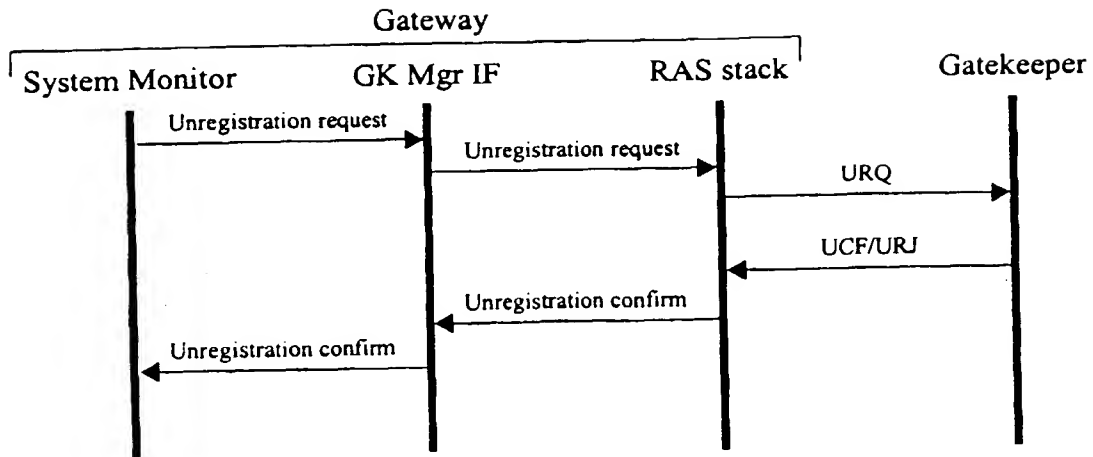 Gateway
System Monitor
GK Mgr IF
RAS stack
Gatekeeper
Unregistration request
Unregistration request
URQ
UCF/URJ
Unregistration confirm
Unregistration confirm